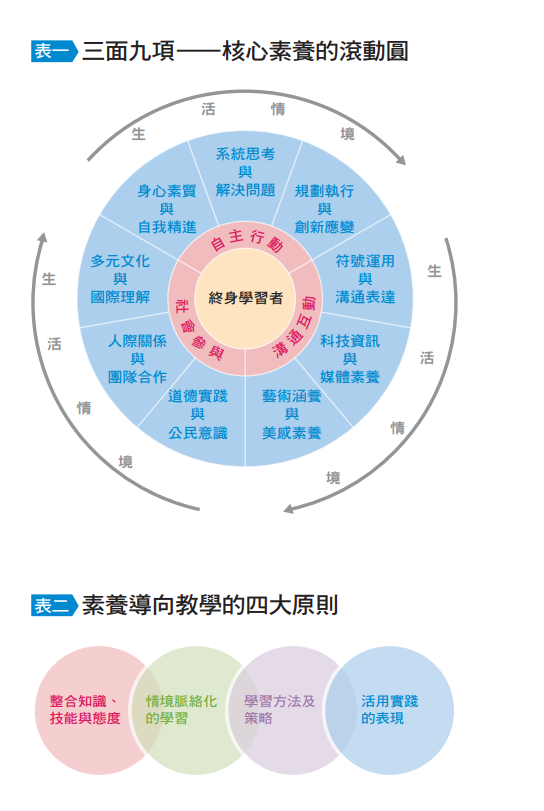 表一 三面九項——核心素養的滾動圓
生活情境
系統思考
與
解決問題
規劃執行
與
創新應變
符號運用
與
溝通表達
科技資訊
與
媒體素養
藝術涵養
與
美感素養
道德實踐
與
公民意識
人際關係
與
團隊合作
多元文化
與
國際理解
身心素質
與
自我精進
自主行動
溝通互動
社會參與
終身學習者
生活情境
生活情境
表二 素養導向教學的四大原則
整合知識、
技能與態度
情境脈絡化
的學習
學習方法及
策略
活用實踐
的表現